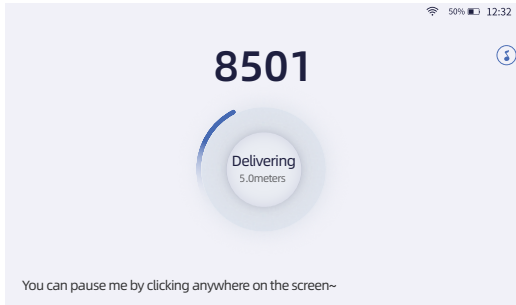 50% 12:32
8501
Delivering
5.0meters
You can pause me by clicking anywhere on the screen~